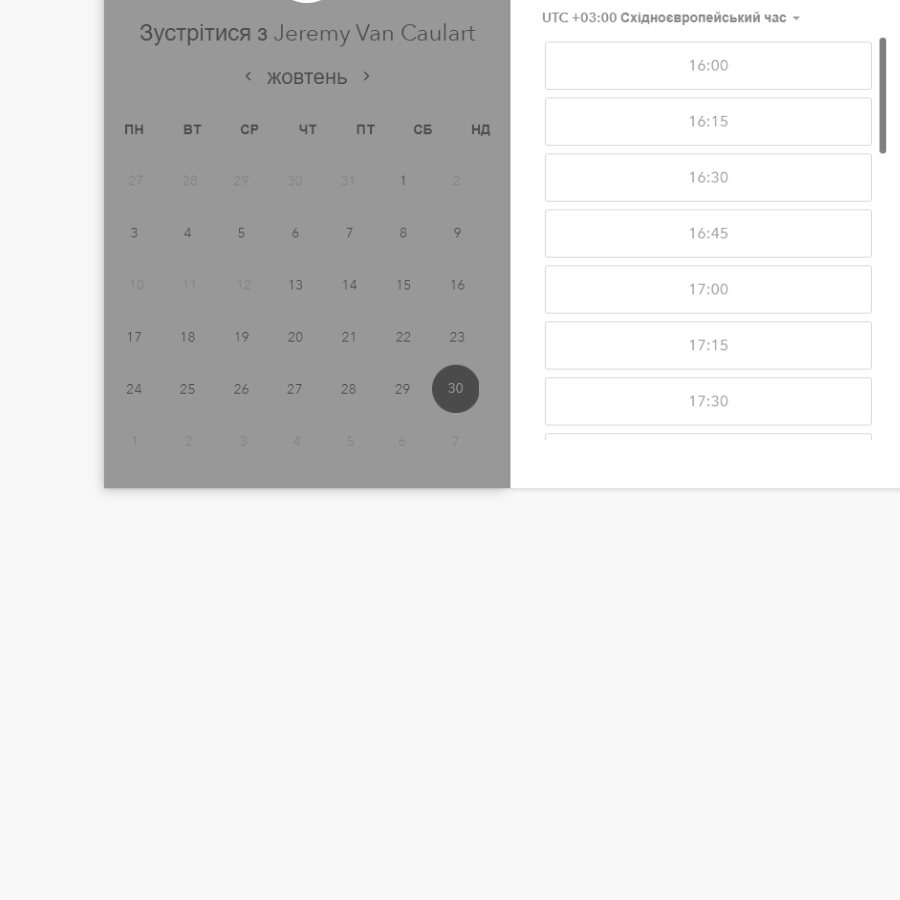 Зустрітися з Jeremy Van Caulart
жовтень
ПН ВТ СР ЧТ ПТ СБ НД
27 28 29 30 31 1 2
3 4 5 6 7 8 9
10 11 12 13 14 15 16
17 18 19 20 21 22 23
24 25 26 27 28 29 30
1 2 3 4 5 6 7
UTC +03:00 Східноєвропейський час
16:00
16:15
16:30
16:45
17:00
17:15
17:30